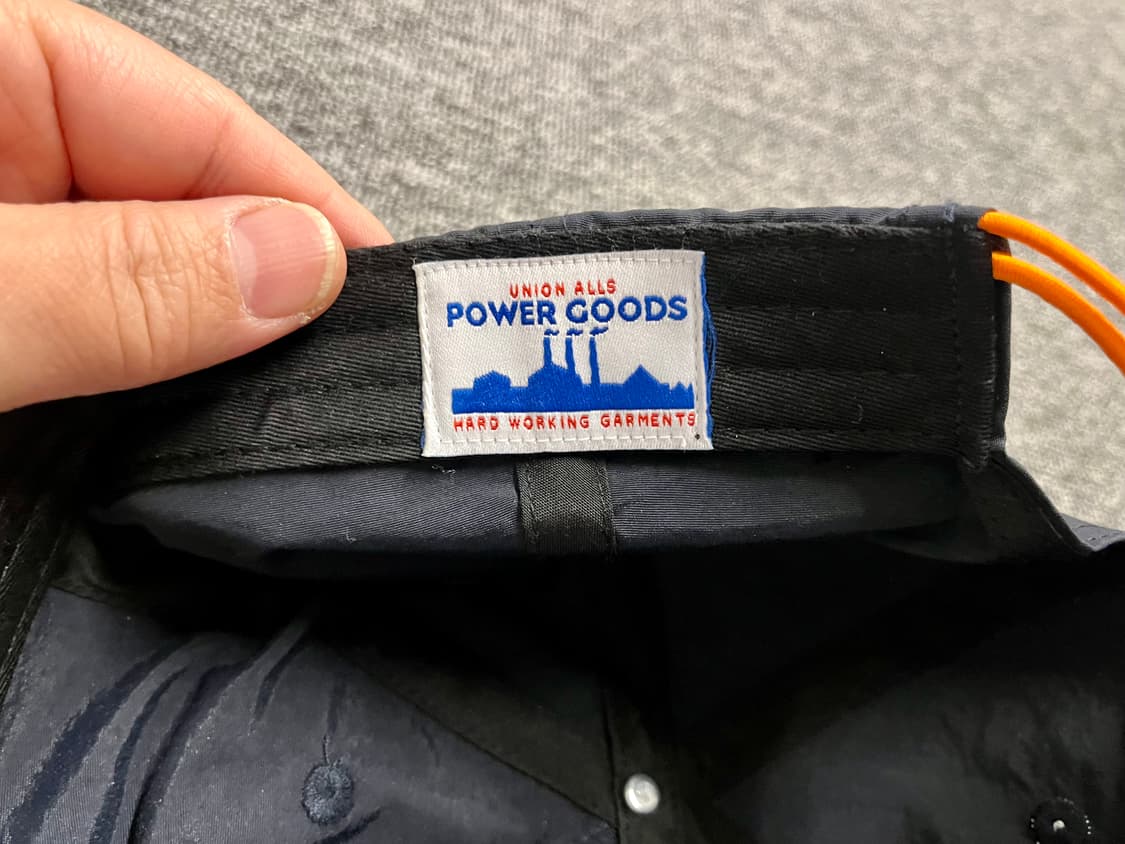 UNION ALLS
POWER GOODS
HARD WORKING GARMENTS